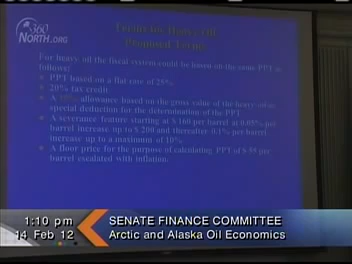 360
NORTH.ORG
Terms for Heavy Oil
Proposed Terms
For heavy oil the fiscal system could be based on the same PPT as
follows:
PPT based on a flat rate of 25%
20% tax credit
A allowance based on the gross value of the heavy oil as
special deduction for the determination of the PPT
A severance feature starting at $ 160 per barrel at 0.05% per
barrel increase up to $ 200 and thereafter 0.1% per barrel
increase up to a maximum of 10%
A floor price for the purpose of calculating PPT of $ 50 per
barrel escalated with inflation.
1:10 pm
14 Feb 12
SENATE FINANCE COMMITTEE
Arctic and Alaska Oil Economics